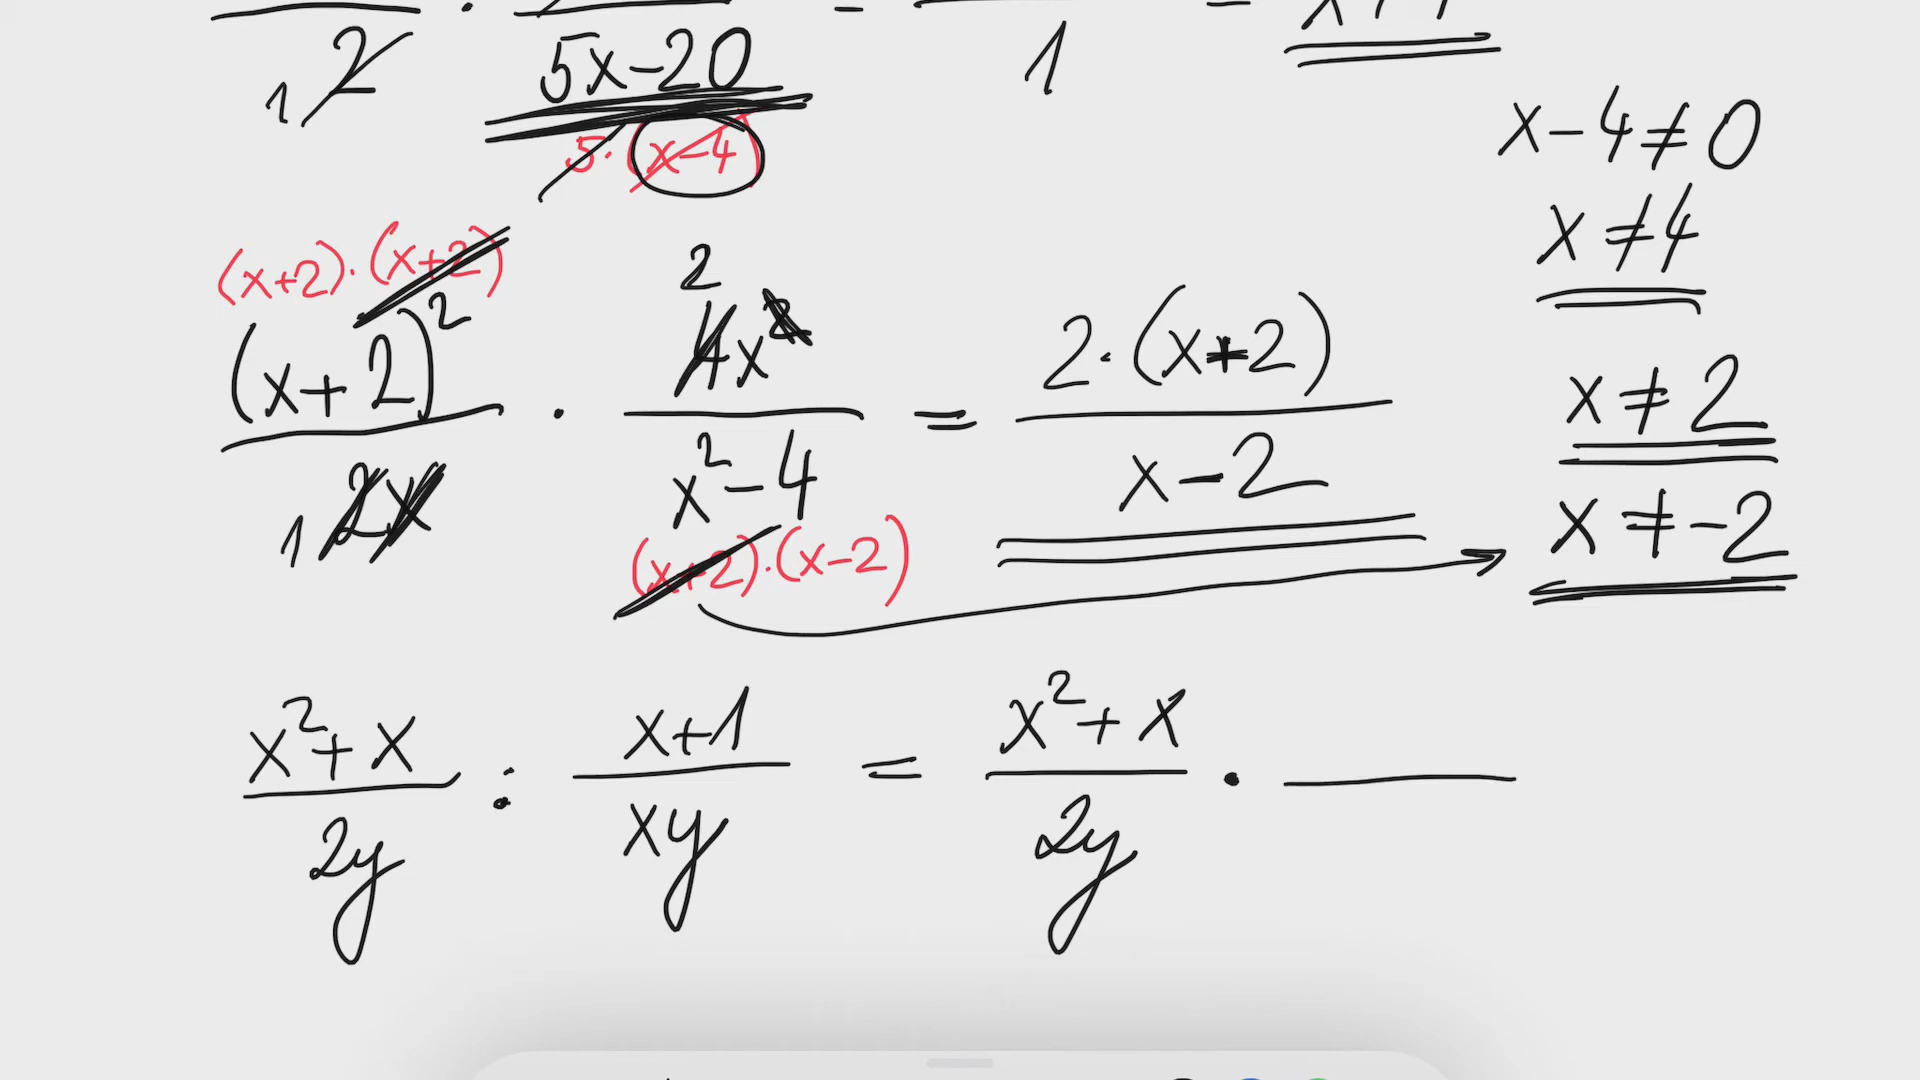 2 · 5x-20 = 1 =
1
5·(x-4)
x-4≠0
x≠4
(x+2)·(x+2)
(x+2)² / 2x · 4x² / x²-4 = 2·(x+2) / x-2
2
1
(x+2)·(x-2)
x≠2
x≠-2
x²+x / 2y : x+1 / xy = x²+x / 2y ·